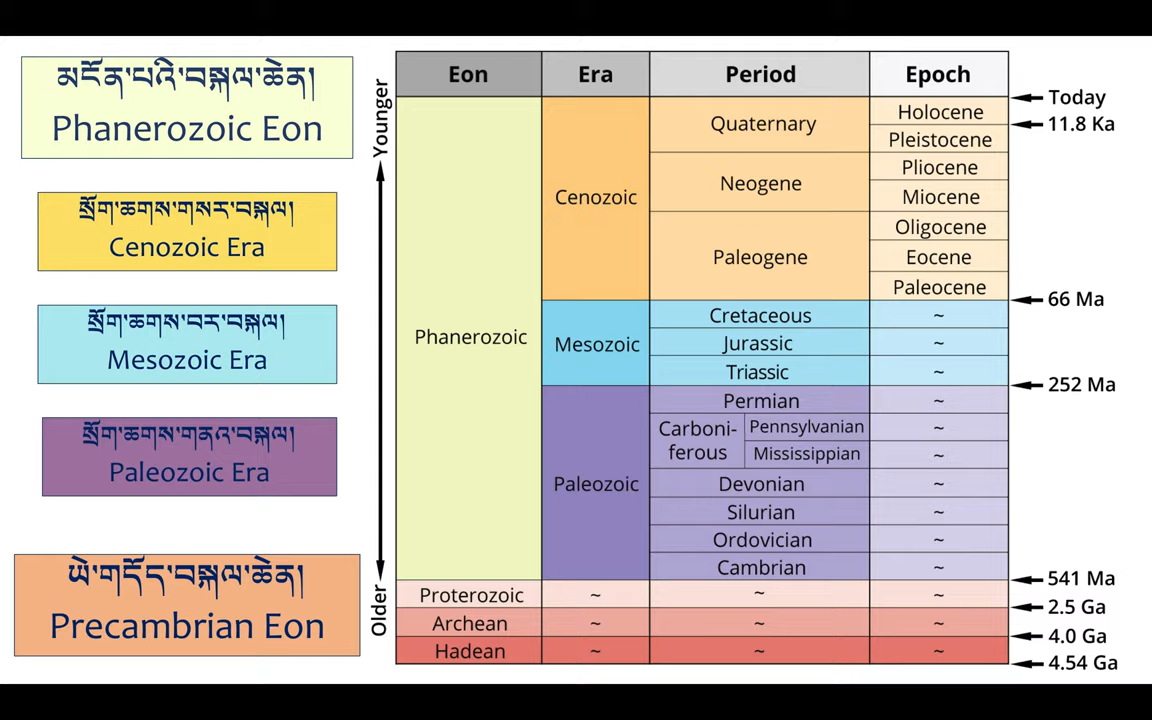 མངོན་པའི་བསྐལ་ཆེན།
Phanerozoic Eon
སྲོག་ཆགས་གསར་བསྐལ།
Cenozoic Era
སྲོག་ཆགས་བར་བསྐལ།
Mesozoic Era
སྲོག་ཆགས་གནའ་བསྐལ།
Paleozoic Era
ཡེ་གདོད་བསྐལ་ཆེན།
Precambrian Eon
Younger
Older
Eon Era Period Epoch
Today
Phanerozoic Cenozoic Quaternary Holocene
11.8 Ka
Pleistocene
Neogene Pliocene
Miocene
Paleogene Oligocene
Eocene
Paleocene
66 Ma
Mesozoic Cretaceous ~
Jurassic ~
Triassic ~
252 Ma
Paleozoic Permian ~
Carboni-
ferous
Pennsylvanian ~
Mississippian ~
Devonian ~
Silurian ~
Ordovician ~
Cambrian ~
541 Ma
Proterozoic ~ ~ ~
2.5 Ga
Archean ~ ~ ~
4.0 Ga
Hadean ~ ~ ~
4.54 Ga